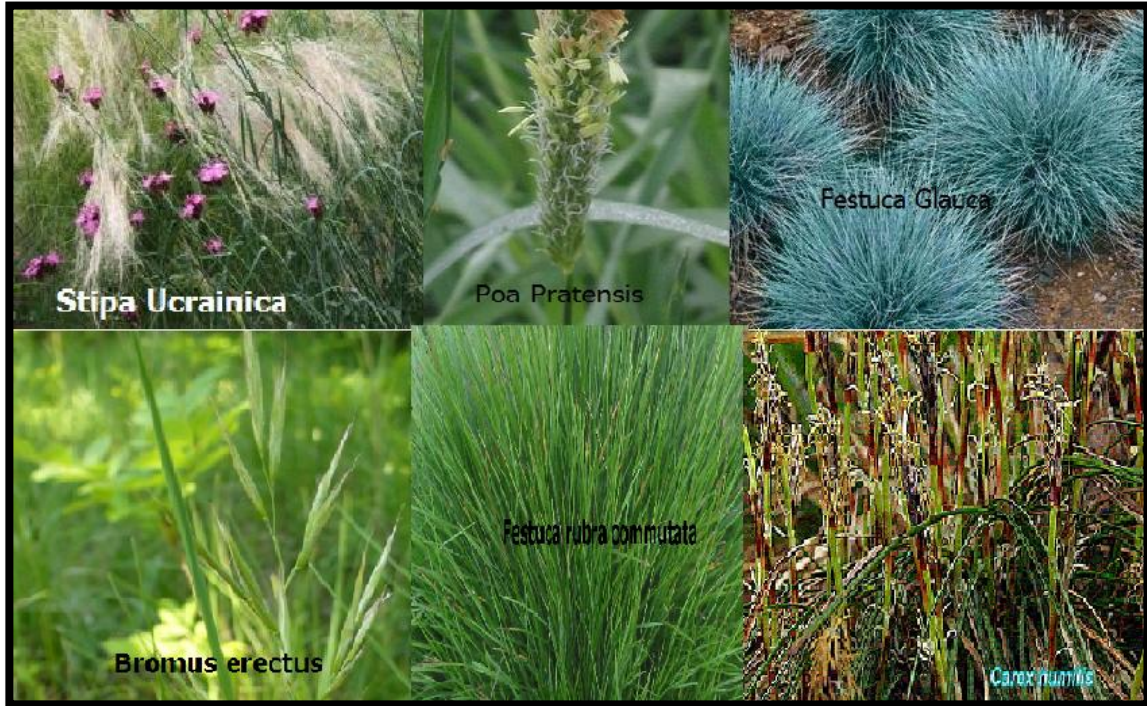 Stipa Ucrainica
Poa Pratensis
Festuca Glauca
Bromus erectus
Festuca rubra commutata
Carex humilis